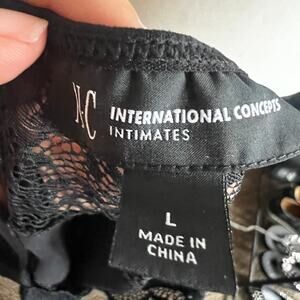 I·N·C
INTERNATIONAL CONCEPTS
INTIMATES
L
MADE IN
CHINA